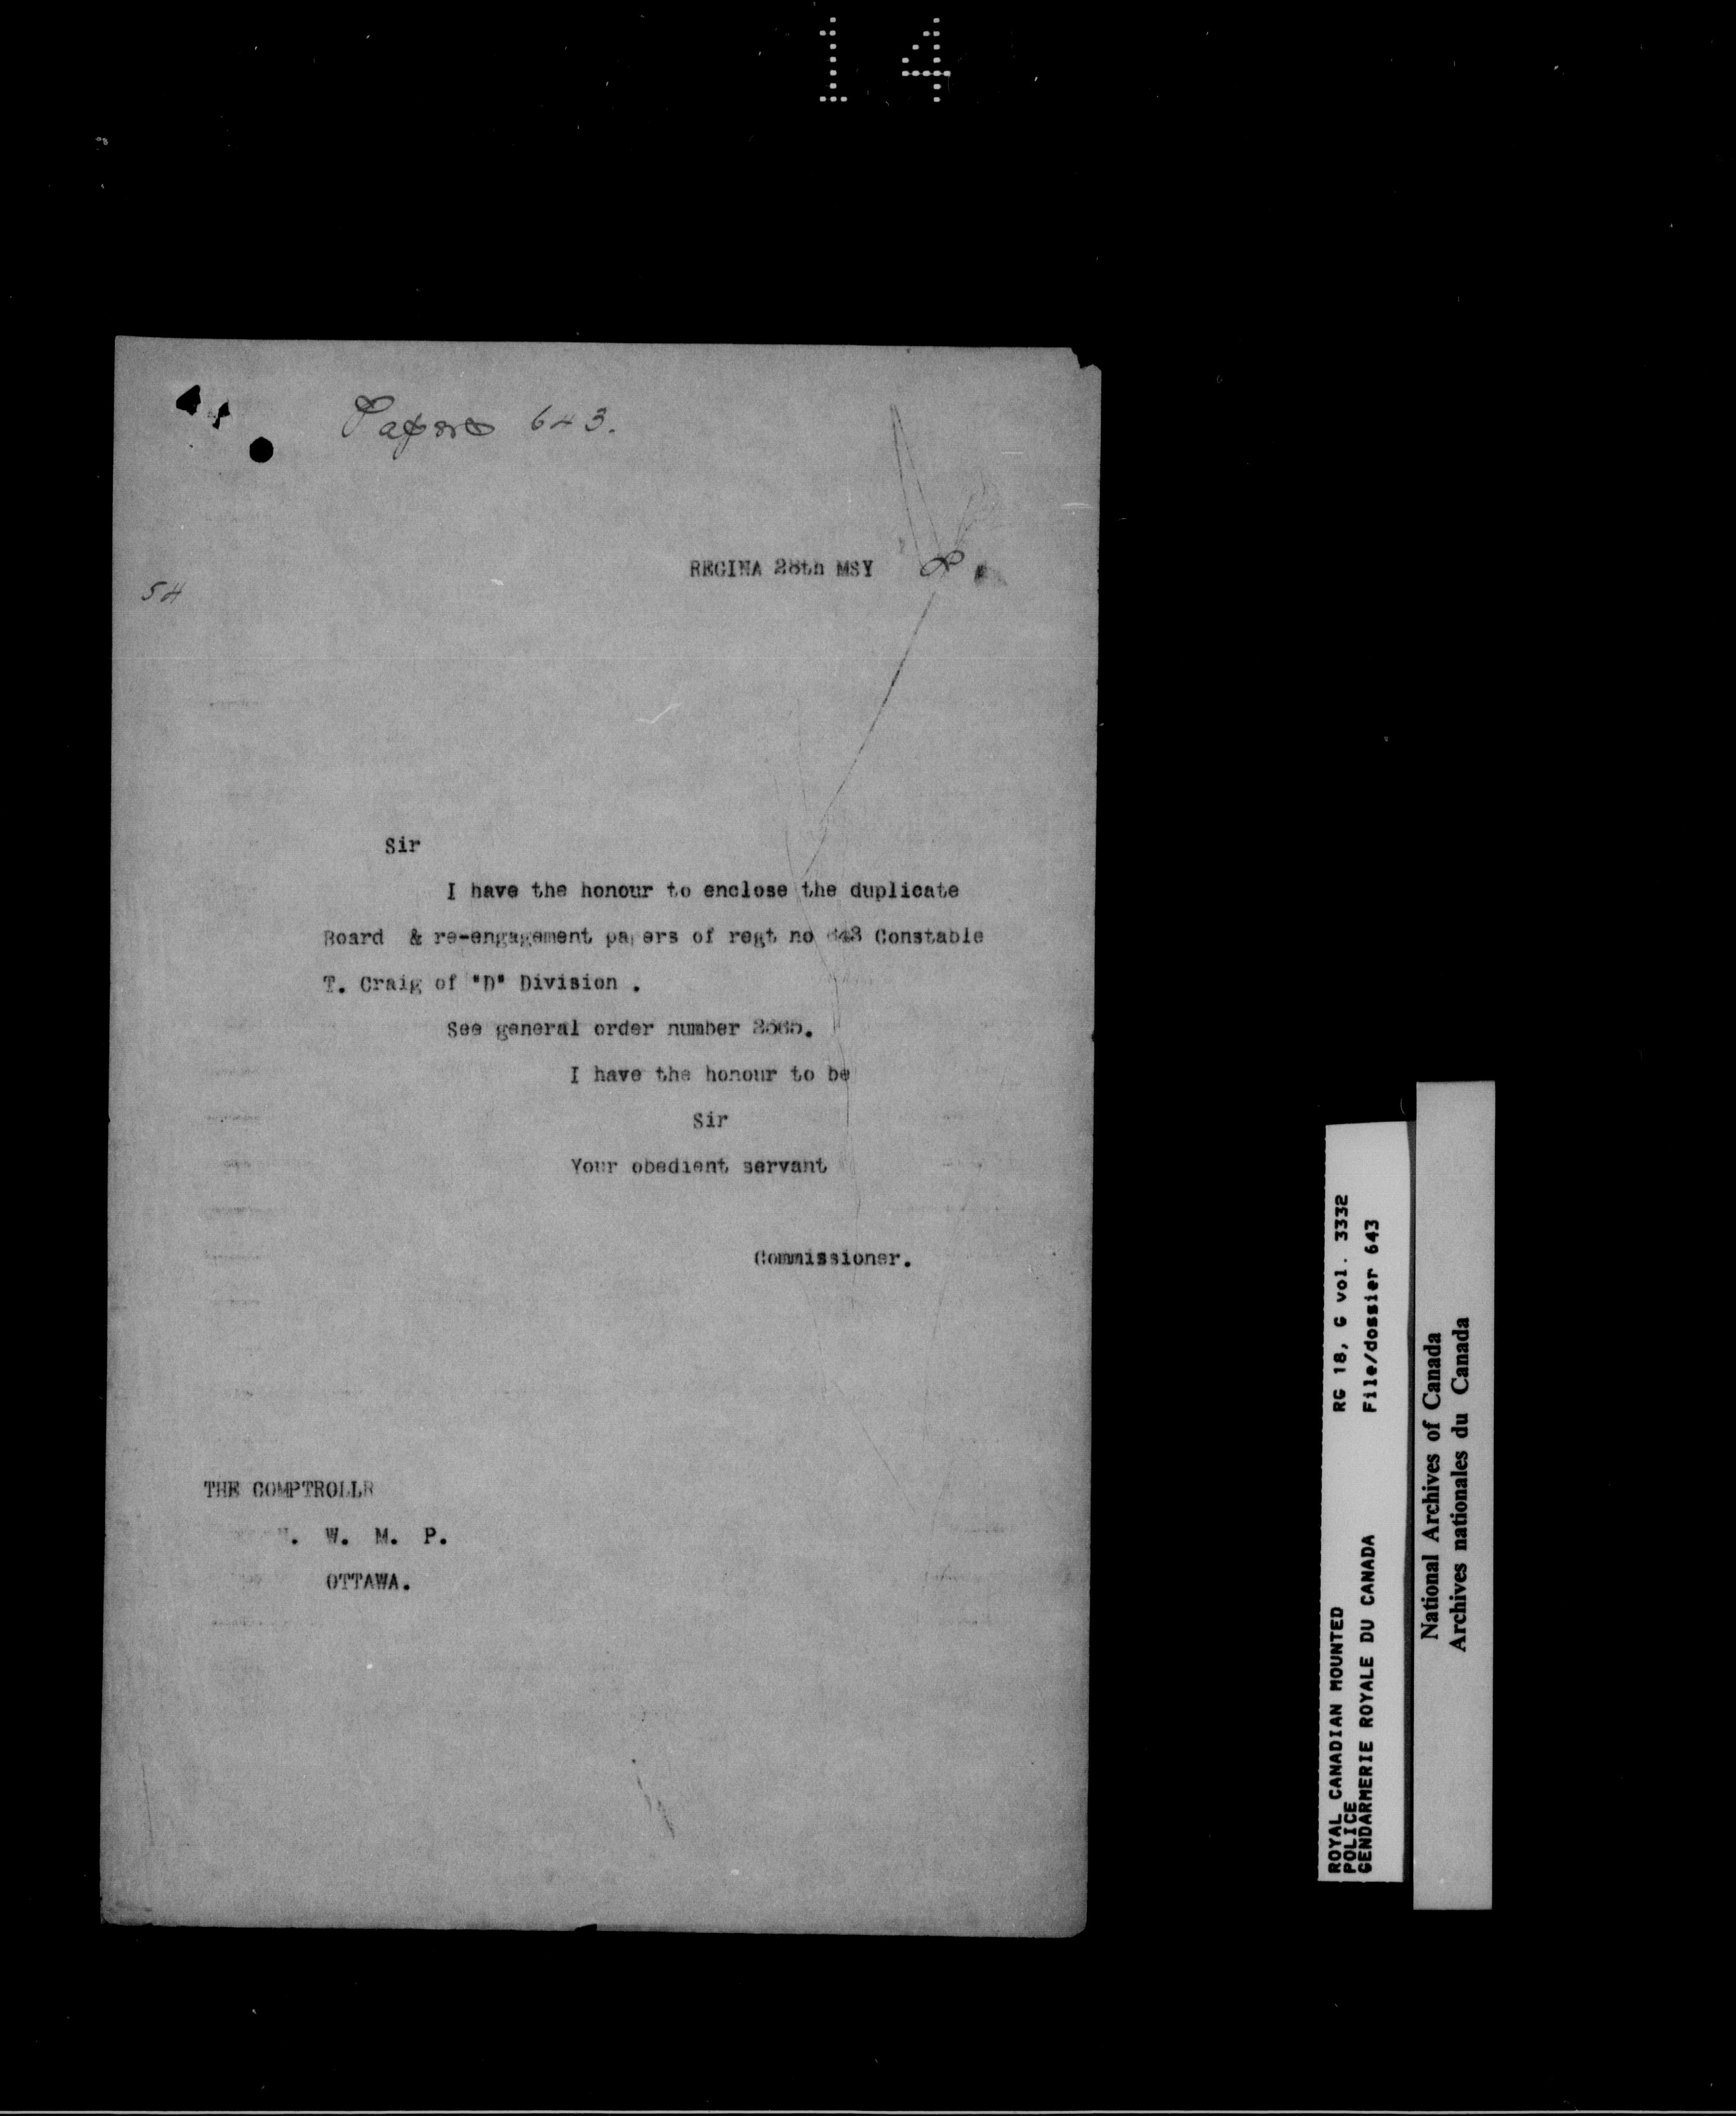 14
Papers 643.
REGINA 28th MSY 8.
54
Sir
I have the honour to enclose the duplicate
Board & re-engagement papers of regt no 643 Constable
T. Craig of "D" Division .
See general order number
I have the honour to be
Sir
Your obedient servant
Commissioner.
THE COMPTROLLR
N. W. M. P.
OTTAWA.
ROYAL CANADIAN MOUNTED RG 18, G vol. 3332
POLICE
GENDARMERIE ROYALE DU CANADA File/dossier 643
National Archives of Canada
Archives nationales du Canada